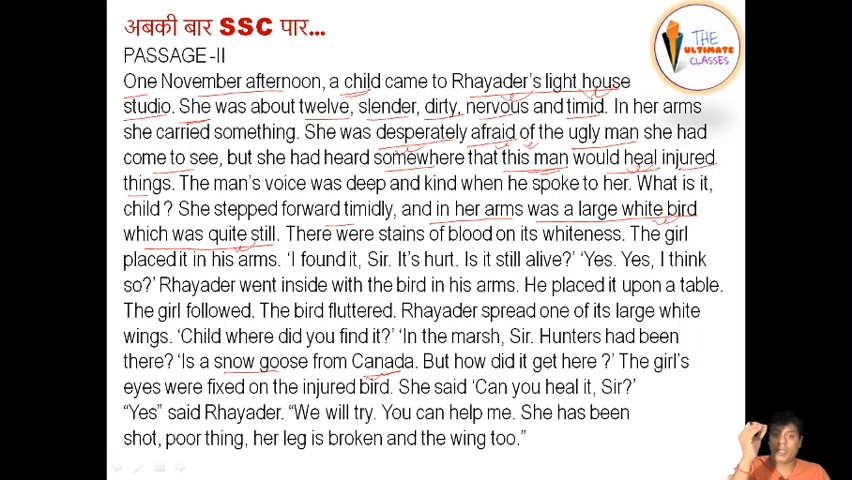 अबकी बार SSC पार...
THE
ULTIMATE
CLASSES
PASSAGE -II
One November afternoon, a child came to Rhayader's light house
studio. She was about twelve, slender, dirty, nervous and timid. In her arms
she carried something. She was desperately afraid of the ugly man she had
come to see, but she had heard somewhere that this man would heal injured
things. The man's voice was deep and kind when he spoke to her. What is it,
child ? She stepped forward timidly, and in her arms was a large white bird
which was quite still. There were stains of blood on its whiteness. The girl
placed it in his arms. 'I found it, Sir. It's hurt. Is it still alive?' 'Yes. Yes, I think
so?' Rhayader went inside with the bird in his arms. He placed it upon a table.
The girl followed. The bird fluttered. Rhayader spread one of its large white
wings. 'Child where did you find it?' 'In the marsh, Sir. Hunters had been
there? 'Is a snow goose from Canada. But how did it get here ?' The girl's
eyes were fixed on the injured bird. She said 'Can you heal it, Sir?'
"Yes" said Rhayader. "We will try. You can help me. She has been
shot, poor thing, her leg is broken and the wing too."